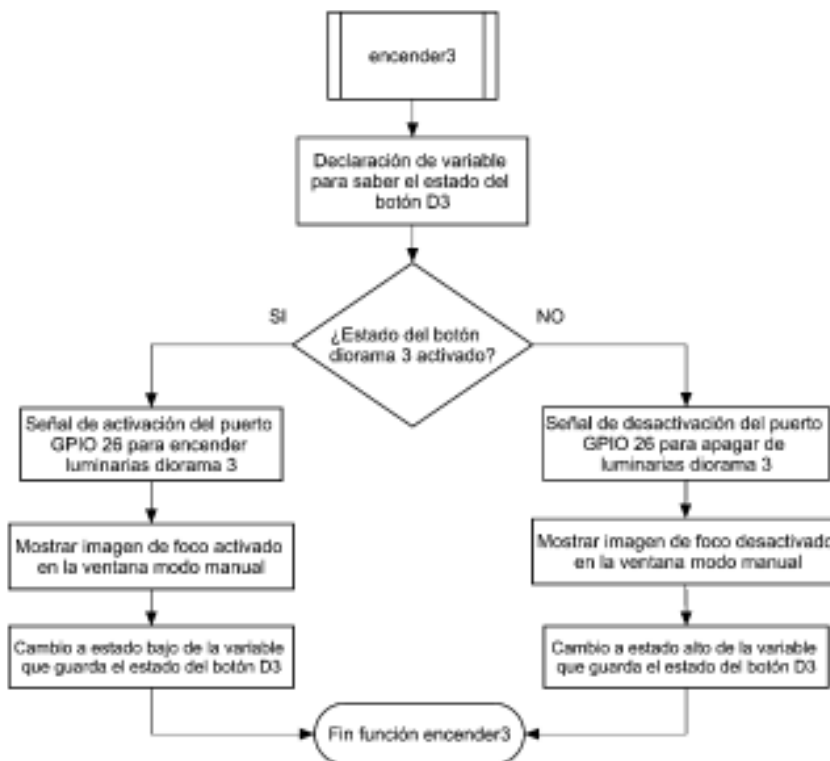 encender3
Declaración de variable
para saber el estado del
botón D3
SI
NO
¿Estado del botón
diorama 3 activado?
Señal de activación del puerto
GPIO 26 para encender
luminarias diorama 3
Señal de desactivación del puerto
GPIO 26 para apagar de
luminarias diorama 3
Mostrar imagen de foco activado
en la ventana modo manual
Mostrar imagen de foco desactivado
en la ventana modo manual
Cambio a estado bajo de la variable
que guarda el estado del botón D3
Cambio a estado alto de la variable
que guarda el estado del botón D3
Fin función encender3